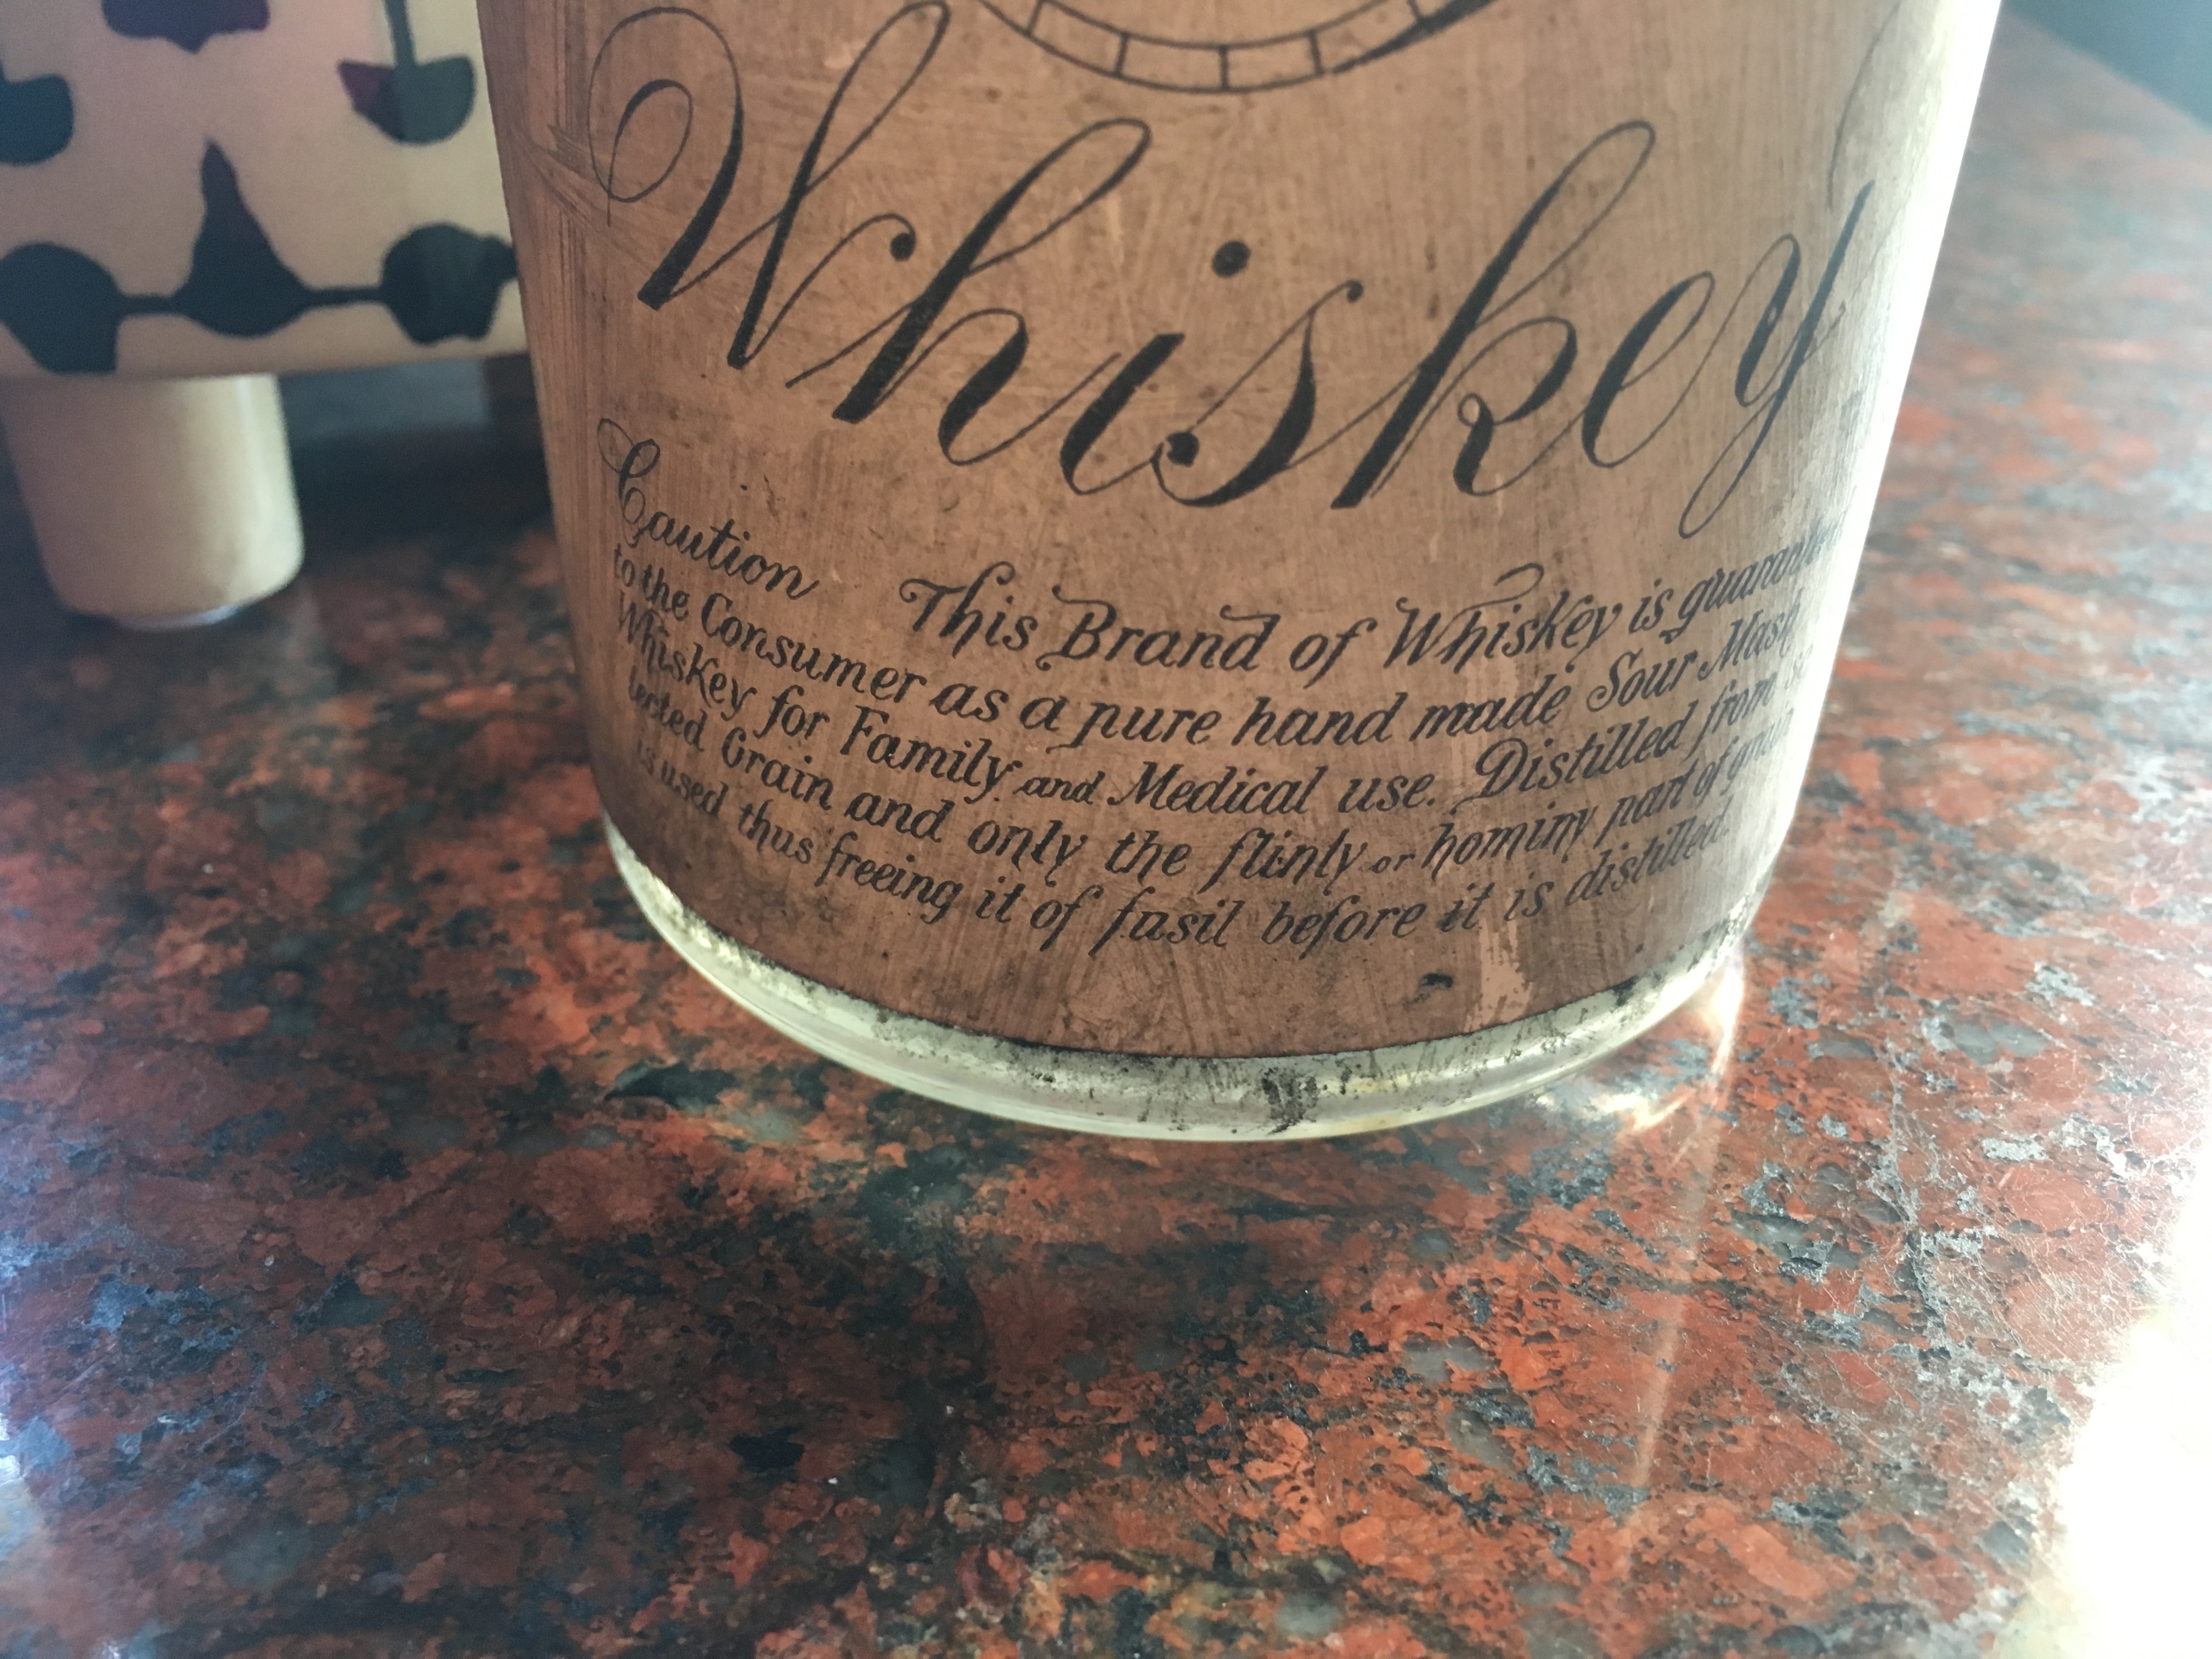 Whiskey
Caution This Brand of Whiskey is
to the Consumer as a pure hand made Sour Mash
Whiskey for Family and Medical use. Distilled from
lected Grain and only the flinty or hominy part of
is used thus freeing it of fusil before it is distilled.